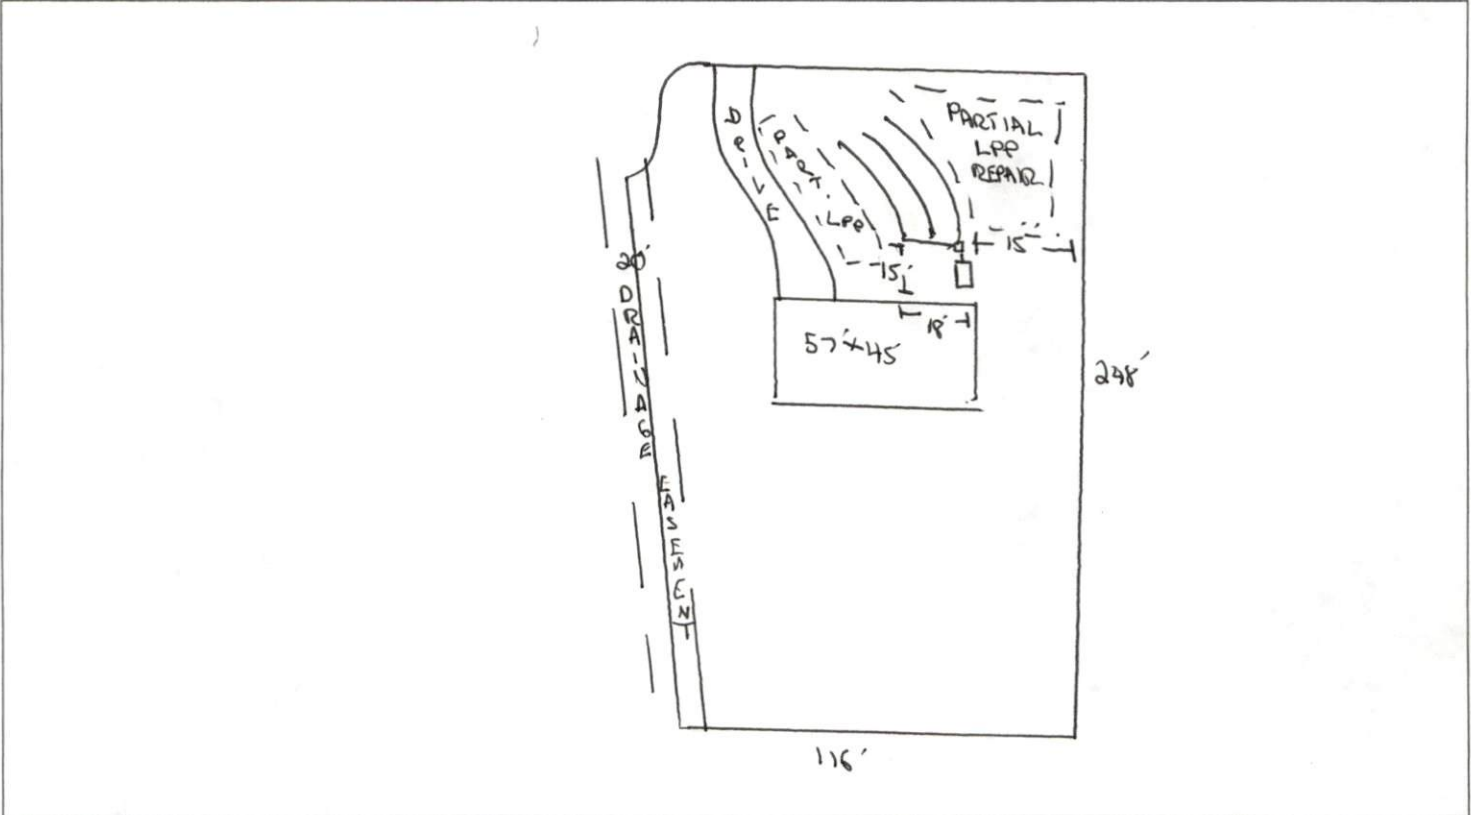 DRIVE
PART. LPP
PARTIAL
LPP
REPAIR
15'
15'
18'
57'x45'
248'
20' DRAINAGE EASEMENT
116'